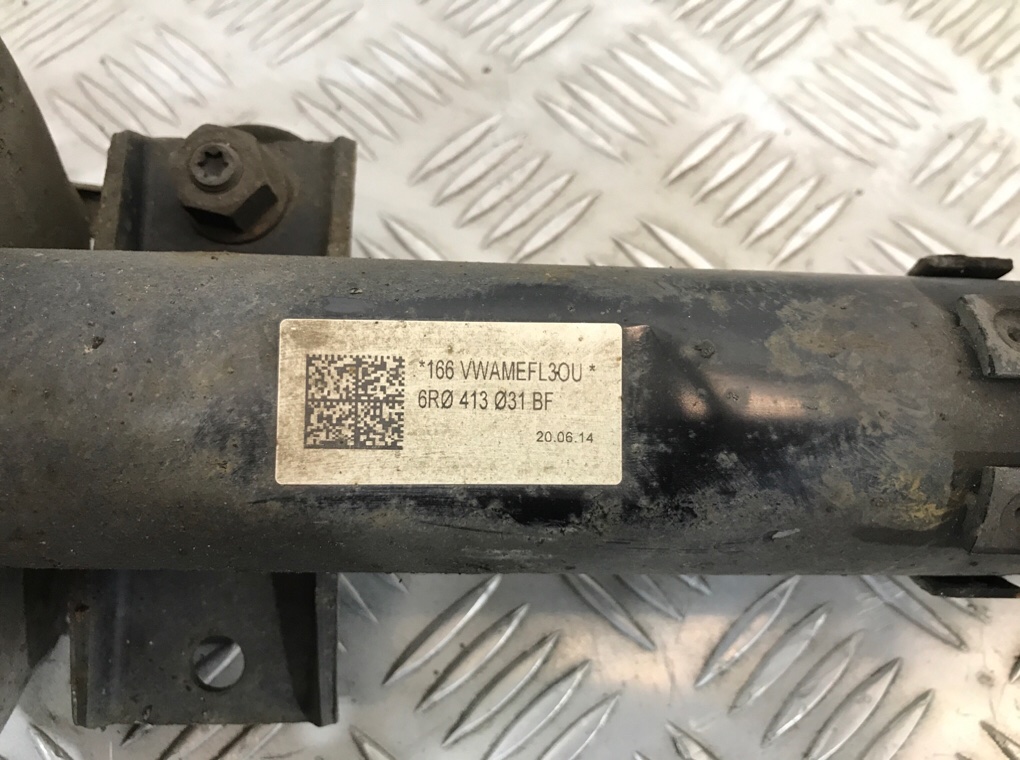 *166 VWAMEFL3OU *
6RØ 413 Ø31 BF
20.06.14